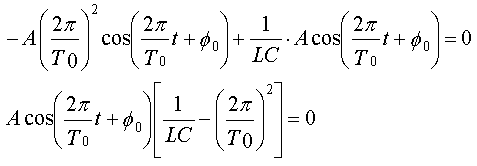 -A(2π/T0)² cos(2π/T₀ t + ϕ₀) + 1/LC · A cos(2π/T₀ t + ϕ₀) = 0
A cos(2π/T₀ t + ϕ₀)[1/LC - (2π/T0)²] = 0